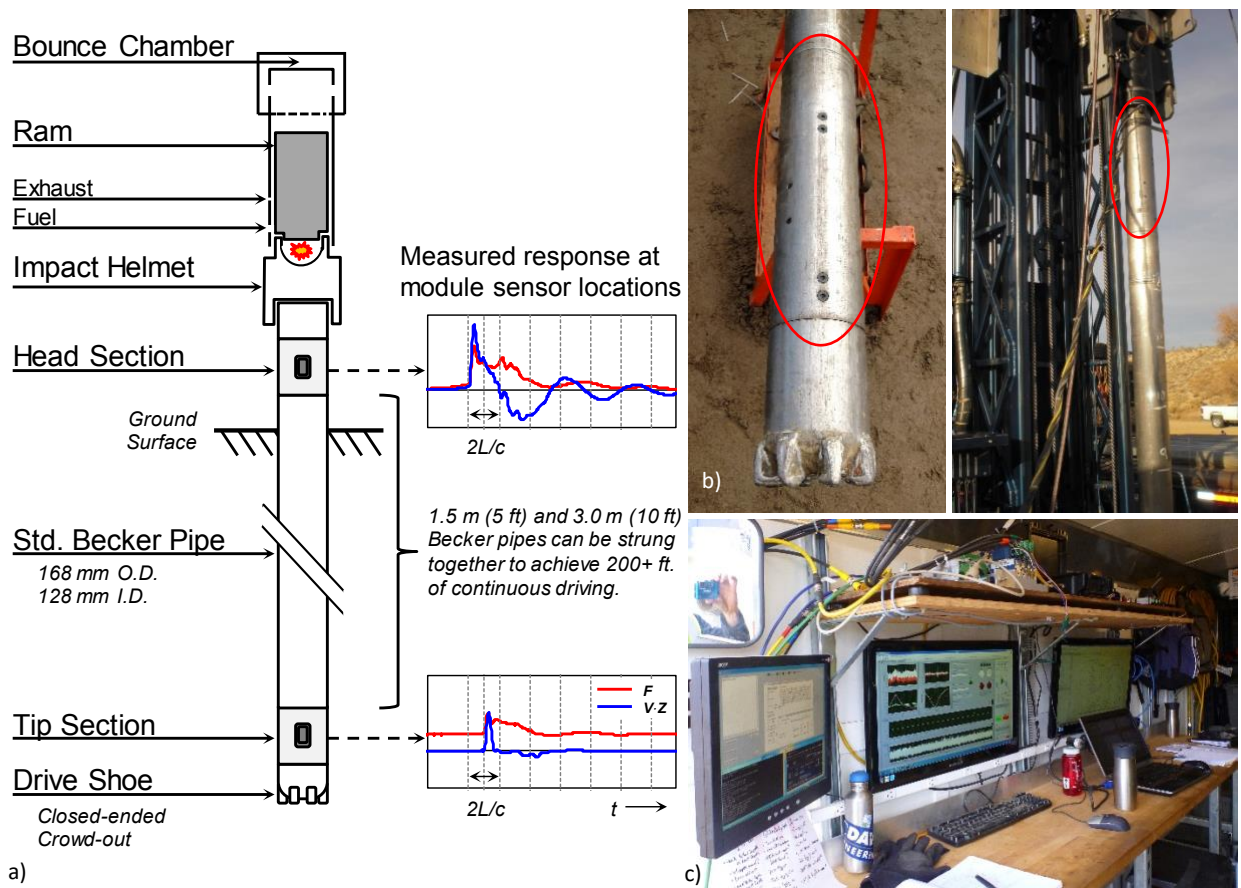 Bounce Chamber
Ram
Exhaust
Fuel
Impact Helmet
Head Section
Ground
Surface
Std. Becker Pipe
168 mm O.D.
128 mm I.D.
Tip Section
Drive Shoe
Closed-ended
Crowd-out
a)
Measured response at
module sensor locations
2L/c
1.5 m (5 ft) and 3.0 m (10 ft)
Becker pipes can be strung
together to achieve 200+ ft.
of continuous driving.
F
V·Z
2L/c
t
b)
c)
acer